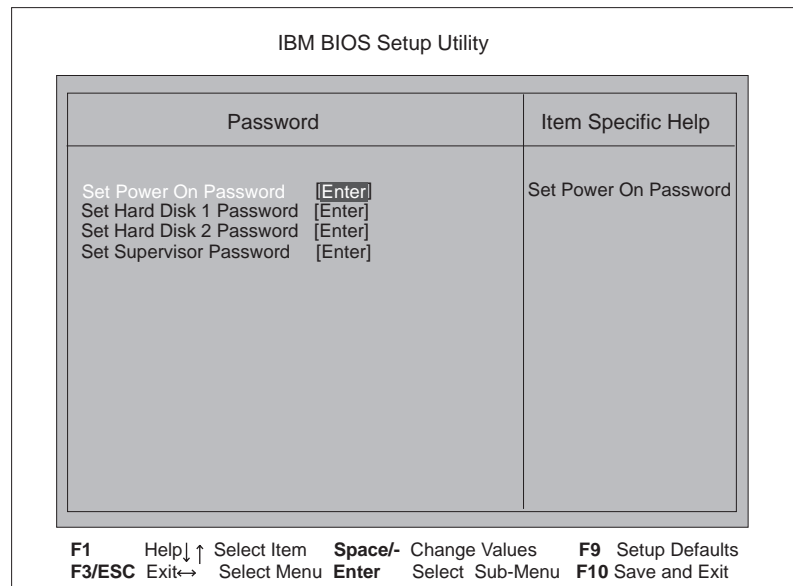 IBM BIOS Setup Utility
Password
Item Specific Help
Set Power On Password [Enter]
Set Power On Password
Set Hard Disk 1 Password [Enter]
Set Hard Disk 2 Password [Enter]
Set Supervisor Password [Enter]
F1 Help↓↑ Select Item Space/- Change Values F9 Setup Defaults
F3/ESC Exit↔ Select Menu Enter Select Sub-Menu F10 Save and Exit